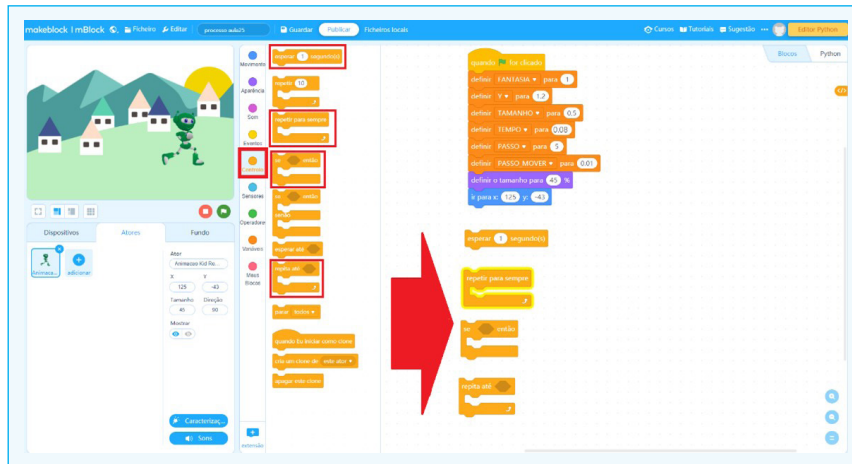 makeblock | mBlock
Ficheiro
Editar
processo aula25
Guardar
Publicar
Ficheiros locais
Cursos
Tutoriais
Sugestão
Editor Python
Blocos
Python
Movimento
Aparência
Som
Eventos
Controlo
Sensores
Operadores
Variáveis
Meus
Blocos
extensão
esperar 1 segundo(s)
repetir 10
repetir para sempre
se então
se então
senão
esperar até
repita até
parar todos
quando Eu Iniciar como clone
cria um clone de este ator
apagar este clone
quando for clicado
definir FANTASIA para 1
definir Y para 1.2
definir TAMANHO para 0.5
definir TEMPO para 0.08
definir PASSO para 5
definir PASSO MOVER para 0.01
definir o tamanho para 45 %
ir para x: 125 y: -43
esperar 1 segundo(s)
repetir para sempre
se então
repita até
Dispositivos
Atores
Fundo
Animaca...
adicionar
Ator
Animacao Kid Ro...
X Y
125 -43
Tamanho Direção
45 90
Mostrar
Caracterizaç...
Sons